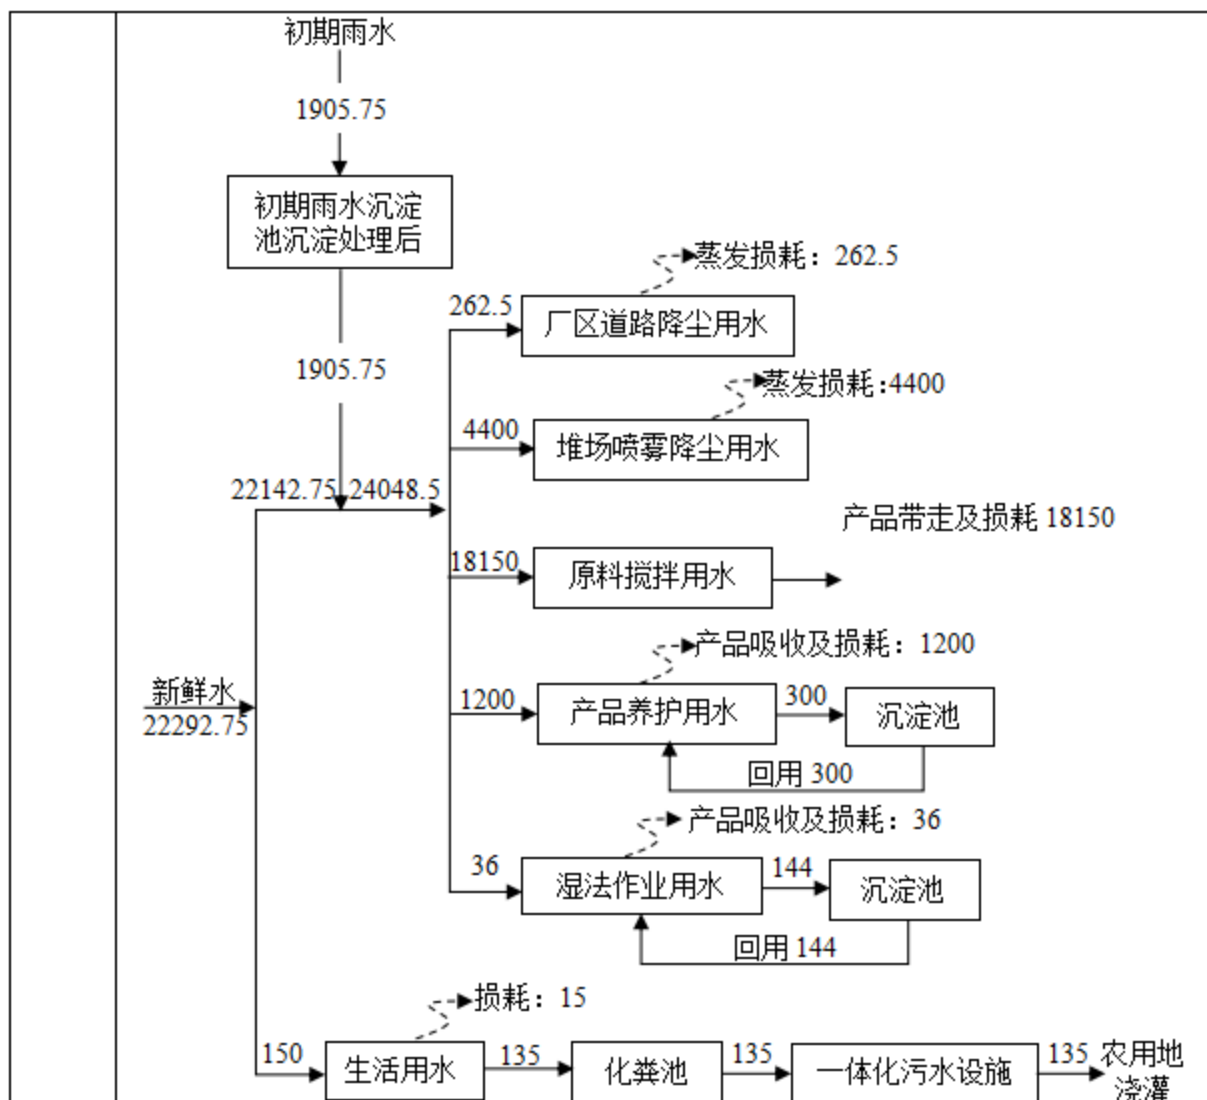 初期雨水
1905.75
初期雨水沉淀
池沉淀处理后
蒸发损耗：262.5
262.5
厂区道路降尘用水
1905.75
蒸发损耗:4400
4400
堆场喷雾降尘用水
22142.75 24048.5
产品带走及损耗 18150
18150
原料搅拌用水
产品吸收及损耗：1200
新鲜水
22292.75
1200
产品养护用水
300
沉淀池
回用 300
产品吸收及损耗：36
36
湿法作业用水
144
沉淀池
回用 144
损耗：15
150
生活用水
135
化粪池
135
一体化污水设施
135
农用地
浇灌